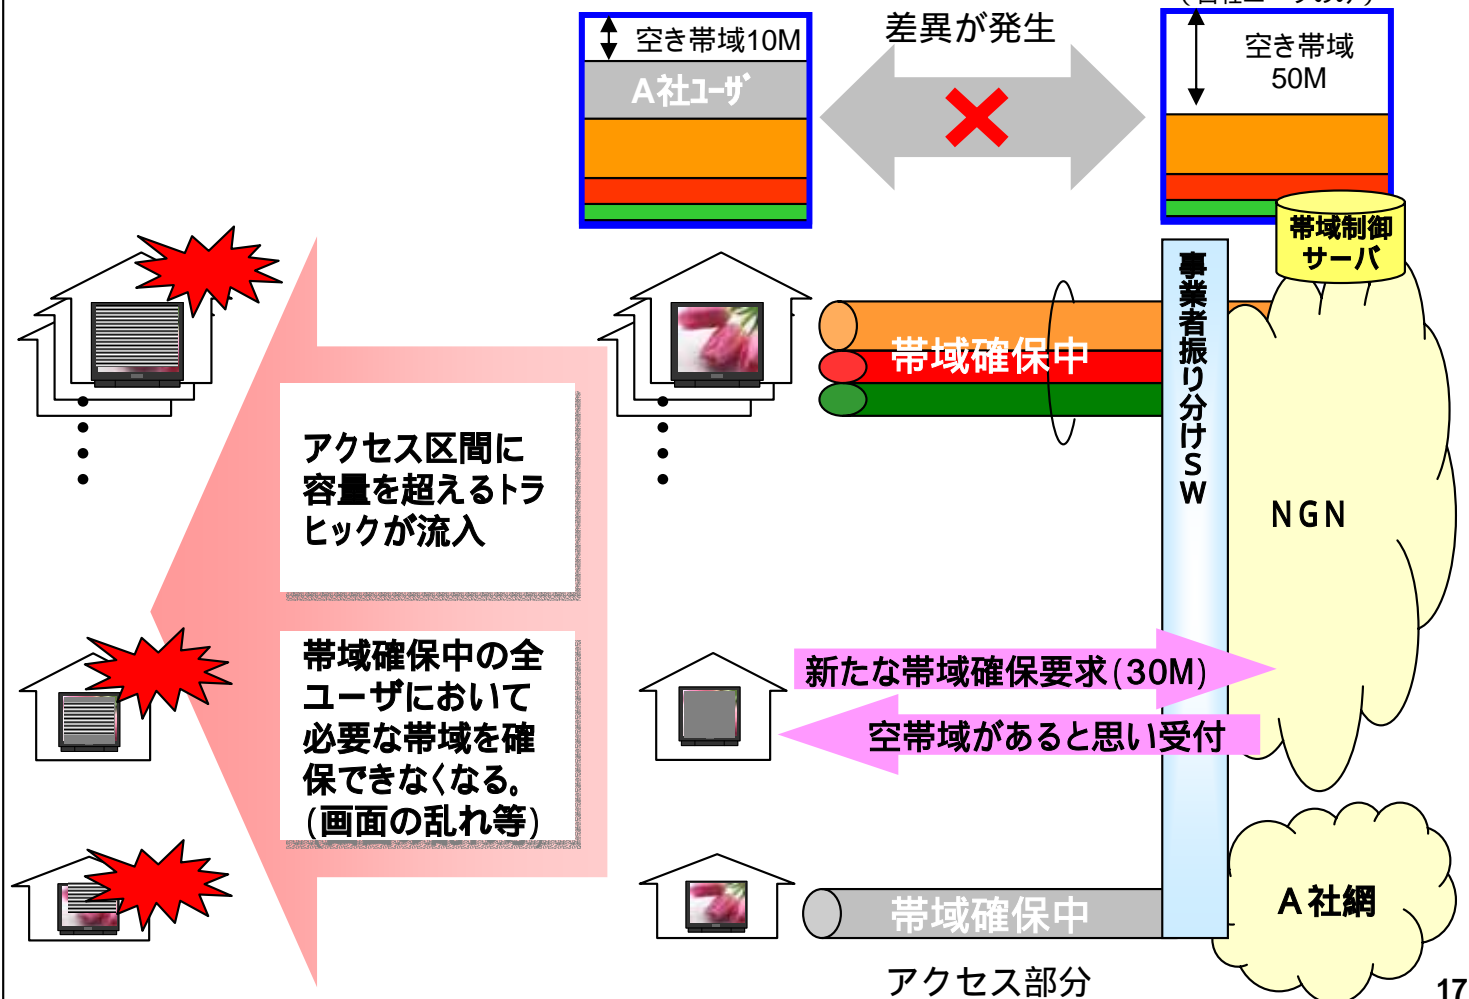 空き帯域10M
A社ユーザ
差異が発生
空き帯域
50M
帯域制御
サーバ
事業者振り分けSW
帯域確保中
NGN
アクセス区間に
容量を超えるトラ
ヒックが流入
帯域確保中の全
ユーザにおいて
必要な帯域を確
保できなくなる。
(画面の乱れ等)
新たな帯域確保要求(30M)
空帯域があると思い受付
帯域確保中
A社網
アクセス部分
17